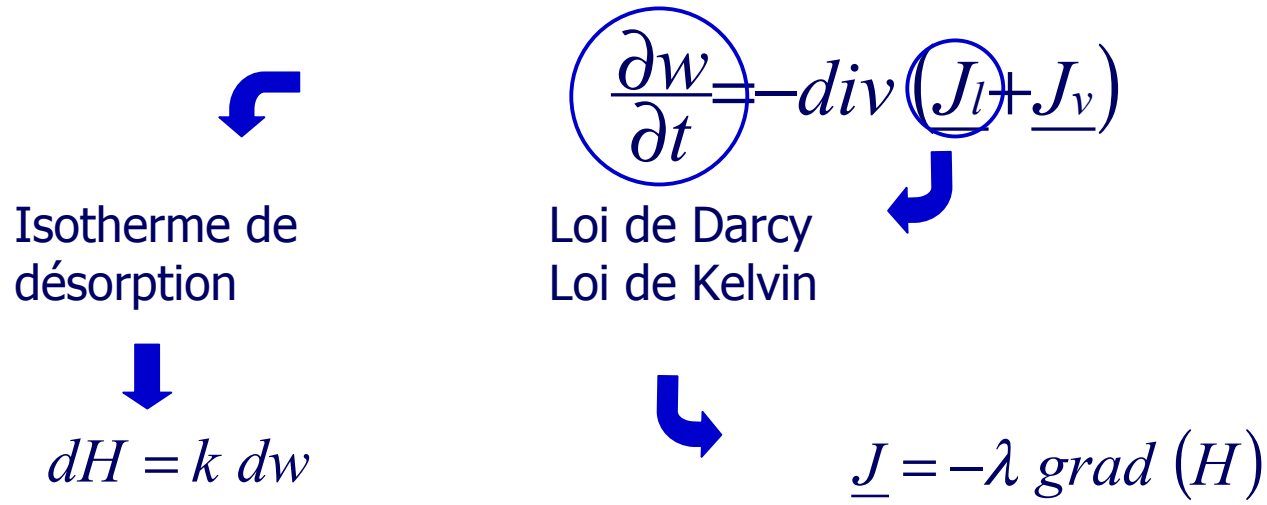 ∂w/∂t = −div (J_l + J_v)
Isotherme de
désorption
Loi de Darcy
Loi de Kelvin
dH = k dw
J = −λ grad (H)